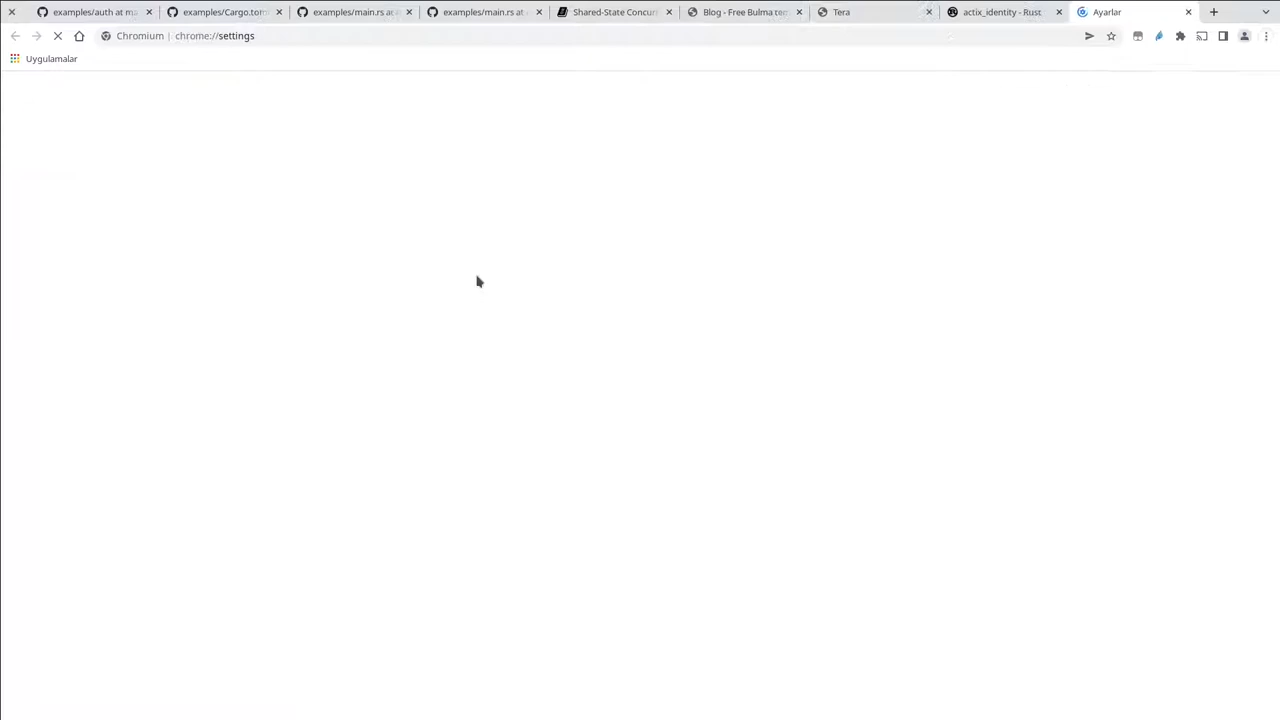 examples/auth at ma
examples/Cargo.tom
examples/main.rs at
examples/main.rs at
Shared-State Concur
Blog - Free Bulma tem
Tera
actix_identity - Rust
Ayarlar
Chromium | chrome://settings
Uygulamalar